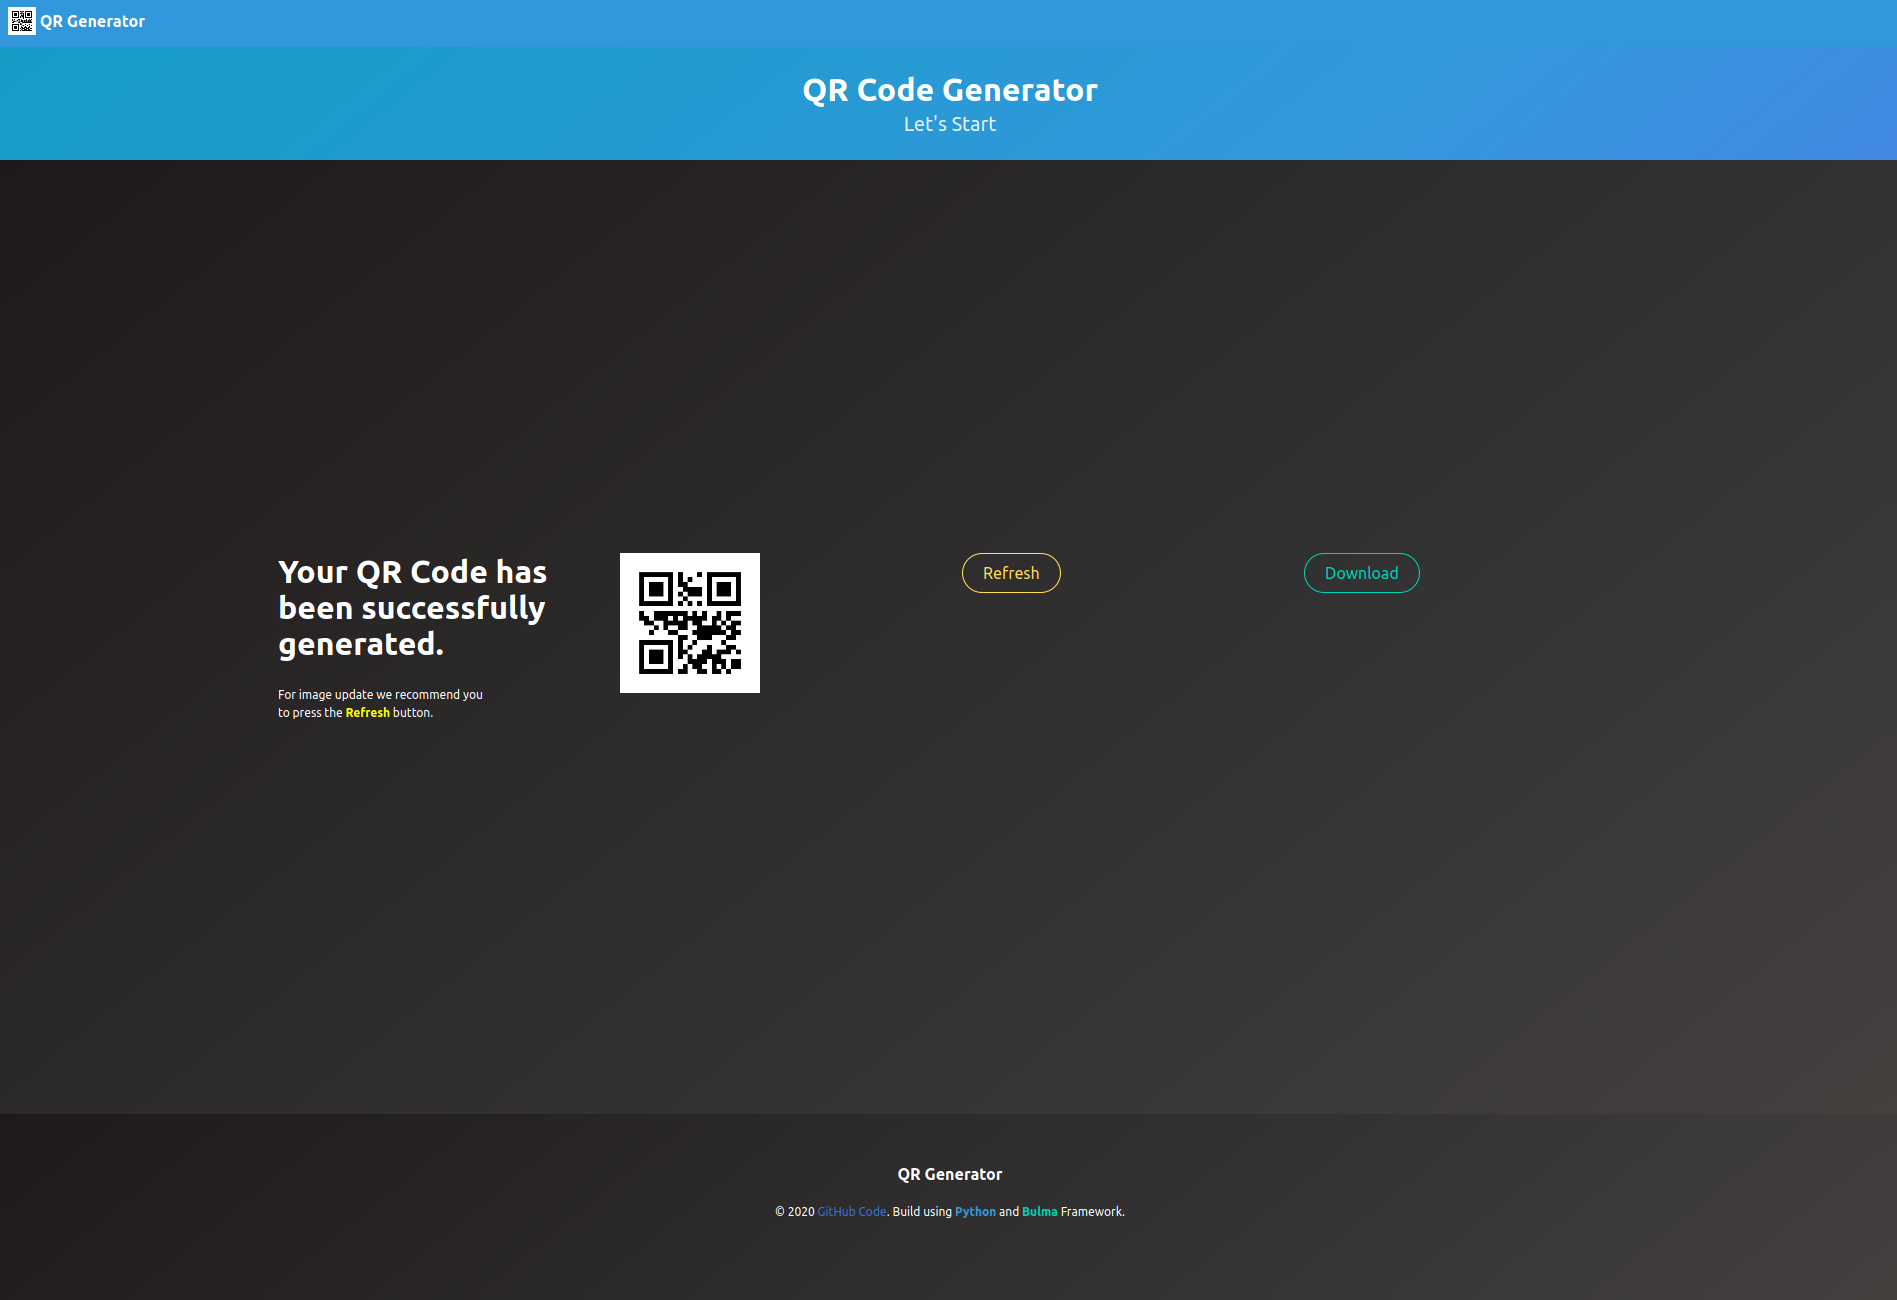 QR Generator
QR Code Generator
Let's Start
Your QR Code has
been successfully
generated.
For image update we recommend you
to press the Refresh button.
Refresh
Download
QR Generator
© 2020 GitHub Code. Build using Python and Bulma Framework.